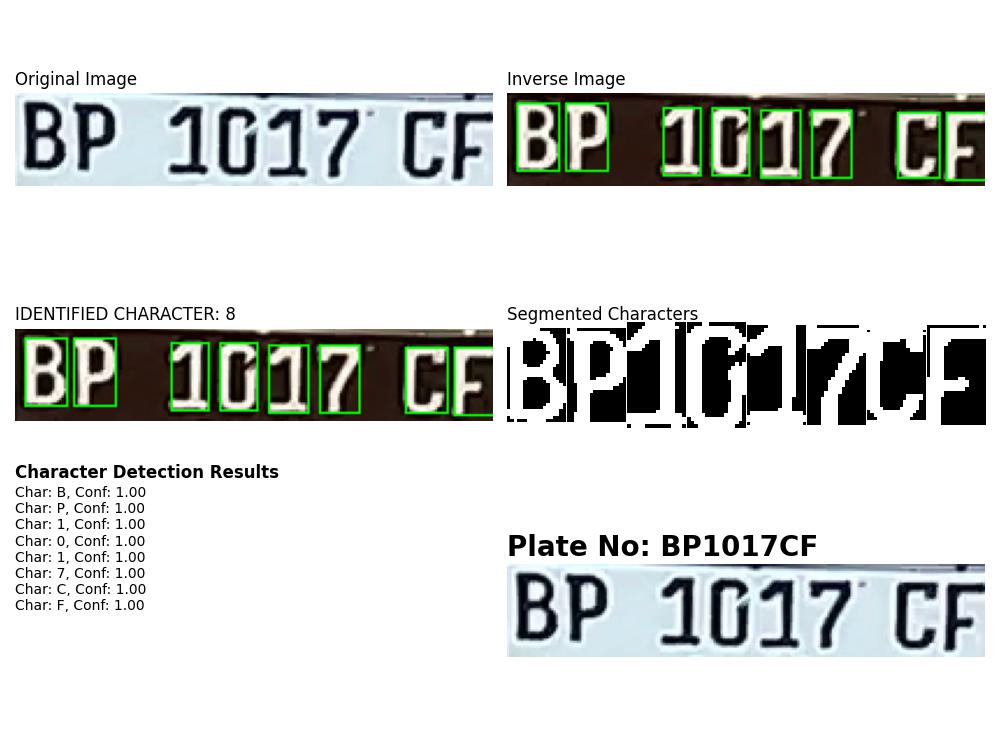 Original Image
BP 1017 CF
Inverse Image
BP 1017 CF
IDENTIFIED CHARACTER: 8
BP 1017 CF
Segmented Characters
BP1017CF
Character Detection Results
Char: B, Conf: 1.00
Char: P, Conf: 1.00
Char: 1, Conf: 1.00
Char: 0, Conf: 1.00
Char: 1, Conf: 1.00
Char: 7, Conf: 1.00
Char: C, Conf: 1.00
Char: F, Conf: 1.00
Plate No: BP1017CF
BP 1017 CF